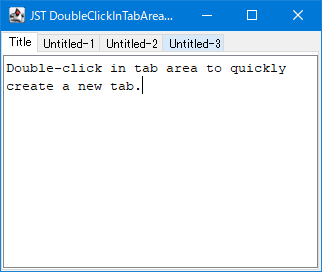 JST DoubleClickInTabArea...
Title Untitled-1 Untitled-2 Untitled-3
Double-click in tab area to quickly
create a new tab.